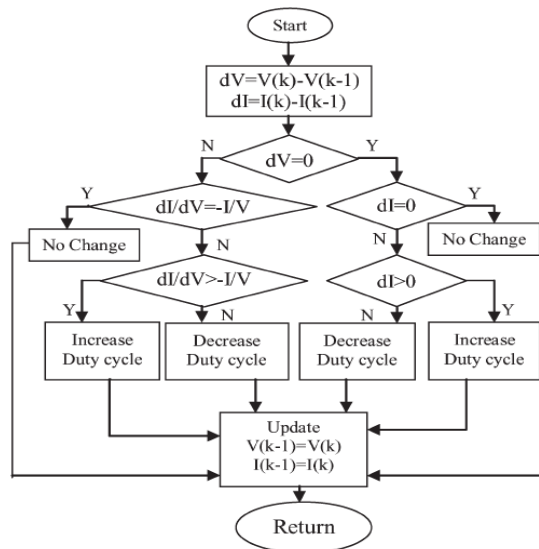 Start
dV=V(k)-V(k-1)
dI=I(k)-I(k-1)
N
Y
dV=0
Y
dI/dV=-I/V
dI=0
Y
No Change
N
N
No Change
dI/dV>-I/V
dI>0
Y
N
N
Y
Increase
Duty cycle
Decrease
Duty cycle
Decrease
Duty cycle
Increase
Duty cycle
Update
V(k-1)=V(k)
I(k-1)=I(k)
Return